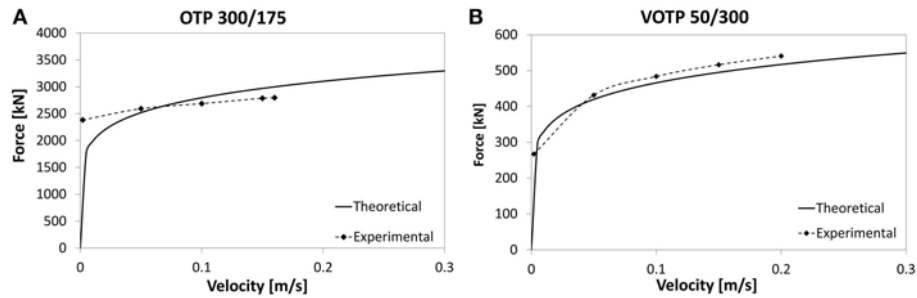 A
OTP 300/175
Force [kN]
4000
3500
3000
2500
2000
1500
1000
500
0
Theoretical
Experimental
0
0.1
0.2
0.3
Velocity [m/s]
B
VOTP 50/300
Force [kN]
600
500
400
300
200
100
0
Theoretical
Experimental
0
0.1
0.2
0.3
Velocity [m/s]